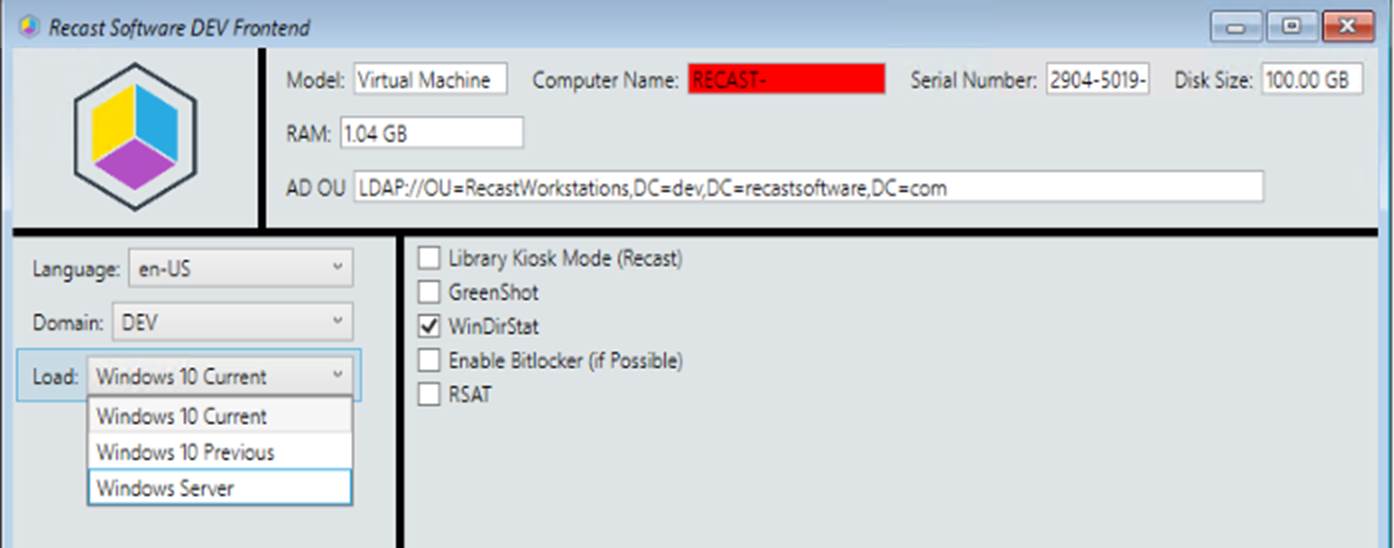 Recast Software DEV Frontend
Model: Virtual Machine Computer Name: RECAST- Serial Number: 2904-5019- Disk Size: 100.00 GB
RAM: 1.04 GB
AD OU LDAP://OU=RecastWorkstations,DC=dev,DC=recastsoftware,DC=com
Language: en-US
Domain: DEV
Load: Windows 10 Current
Windows 10 Current
Windows 10 Previous
Windows Server
Library Kiosk Mode (Recast)
GreenShot
WinDirStat
Enable Bitlocker (if Possible)
RSAT